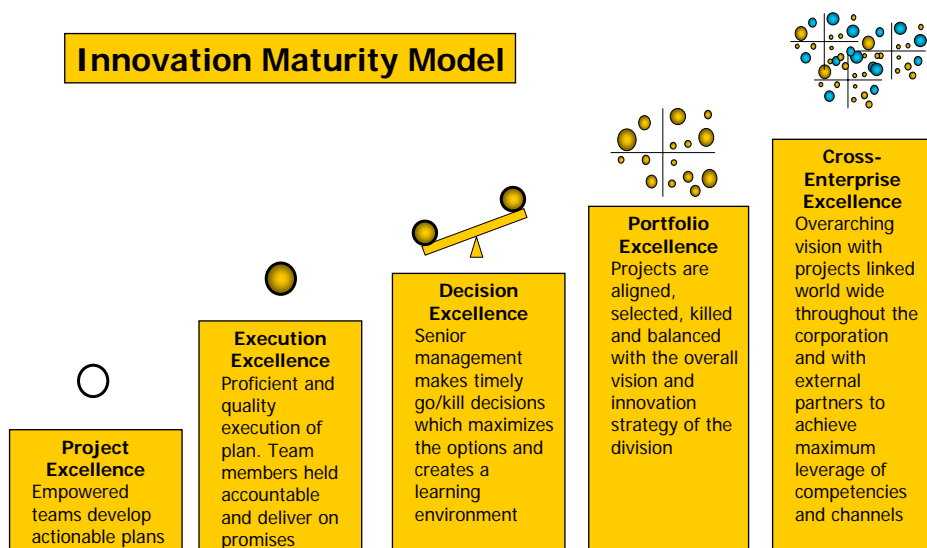 Innovation Maturity Model
Project
Excellence
Empowered
teams develop
actionable plans
Execution
Excellence
Proficient and
quality
execution of
plan. Team
members held
accountable
and deliver on
promises
Decision
Excellence
Senior
management
makes timely
go/kill decisions
which maximizes
the options and
creates a
learning
environment
Portfolio
Excellence
Projects are
aligned,
selected, killed
and balanced
with the overall
vision and
innovation
strategy of the
division
Cross-
Enterprise
Excellence
Overarching
vision with
projects linked
world wide
throughout the
corporation
and with
external
partners to
achieve
maximum
leverage of
competencies
and channels